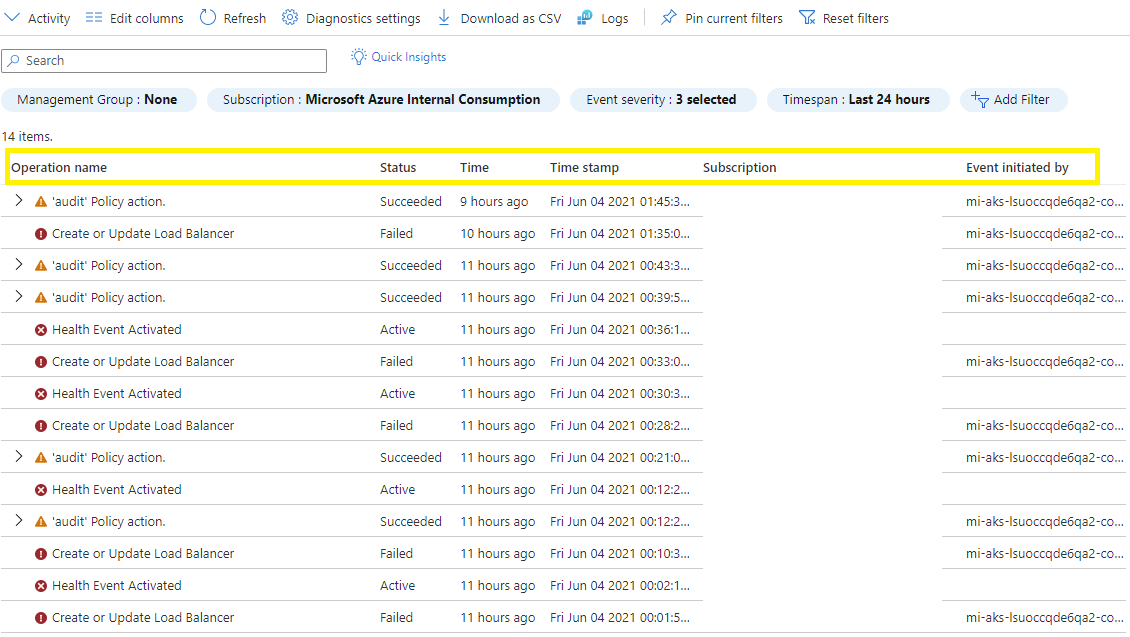 Activity Edit columns Refresh Diagnostics settings Download as CSV Logs Pin current filters Reset filters
Search Quick Insights
Management Group : None Subscription : Microsoft Azure Internal Consumption Event severity : 3 selected Timespan : Last 24 hours Add Filter
14 items.
Operation name Status Time Time stamp Subscription Event initiated by
'audit' Policy action. Succeeded 9 hours ago Fri Jun 04 2021 01:45:3... mi-aks-lsuoccqde6qa2-co...
Create or Update Load Balancer Failed 10 hours ago Fri Jun 04 2021 01:35:0... mi-aks-lsuoccqde6qa2-co...
'audit' Policy action. Succeeded 11 hours ago Fri Jun 04 2021 00:43:3... mi-aks-lsuoccqde6qa2-co...
'audit' Policy action. Succeeded 11 hours ago Fri Jun 04 2021 00:39:5... mi-aks-lsuoccqde6qa2-co...
Health Event Activated Active 11 hours ago Fri Jun 04 2021 00:36:1...
Create or Update Load Balancer Failed 11 hours ago Fri Jun 04 2021 00:33:0... mi-aks-lsuoccqde6qa2-co...
Health Event Activated Active 11 hours ago Fri Jun 04 2021 00:30:3...
Create or Update Load Balancer Failed 11 hours ago Fri Jun 04 2021 00:28:2... mi-aks-lsuoccqde6qa2-co...
'audit' Policy action. Succeeded 11 hours ago Fri Jun 04 2021 00:21:0... mi-aks-lsuoccqde6qa2-co...
Health Event Activated Active 11 hours ago Fri Jun 04 2021 00:12:2...
'audit' Policy action. Succeeded 11 hours ago Fri Jun 04 2021 00:12:2... mi-aks-lsuoccqde6qa2-co...
Create or Update Load Balancer Failed 11 hours ago Fri Jun 04 2021 00:10:3... mi-aks-lsuoccqde6qa2-co...
Health Event Activated Active 11 hours ago Fri Jun 04 2021 00:02:1...
Create or Update Load Balancer Failed 11 hours ago Fri Jun 04 2021 00:01:5... mi-aks-lsuoccqde6qa2-co...